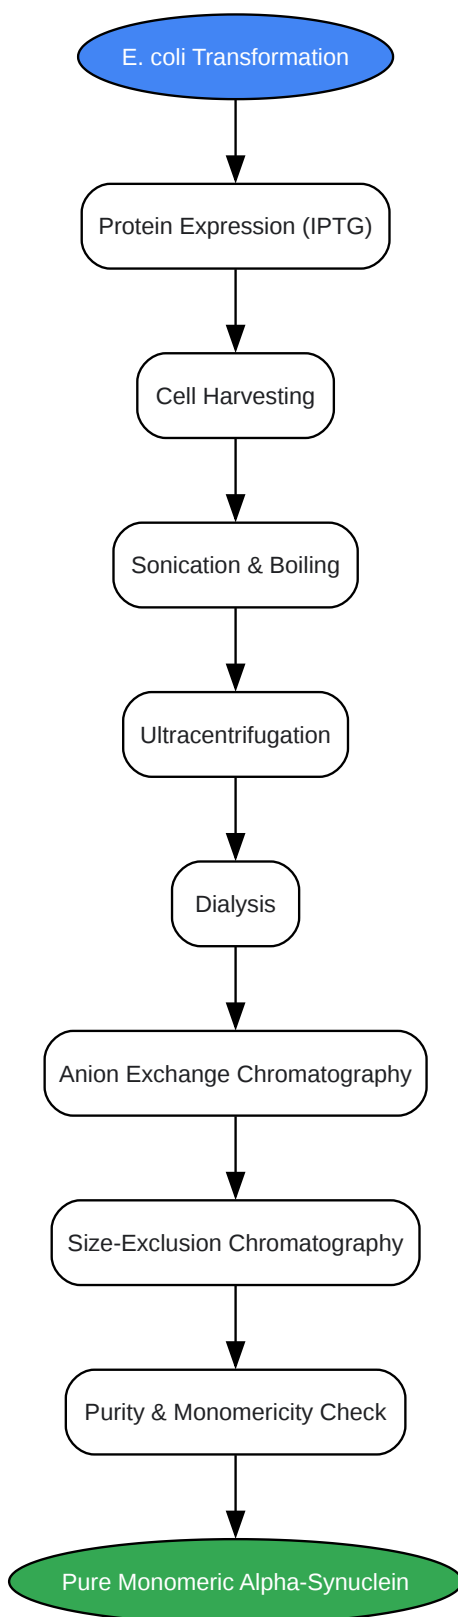 E. coli Transformation
Protein Expression (IPTG)
Cell Harvesting
Sonication & Boiling
Ultracentrifugation
Dialysis
Anion Exchange Chromatography
Size-Exclusion Chromatography
Purity & Monomericity Check
Pure Monomeric Alpha-Synuclein